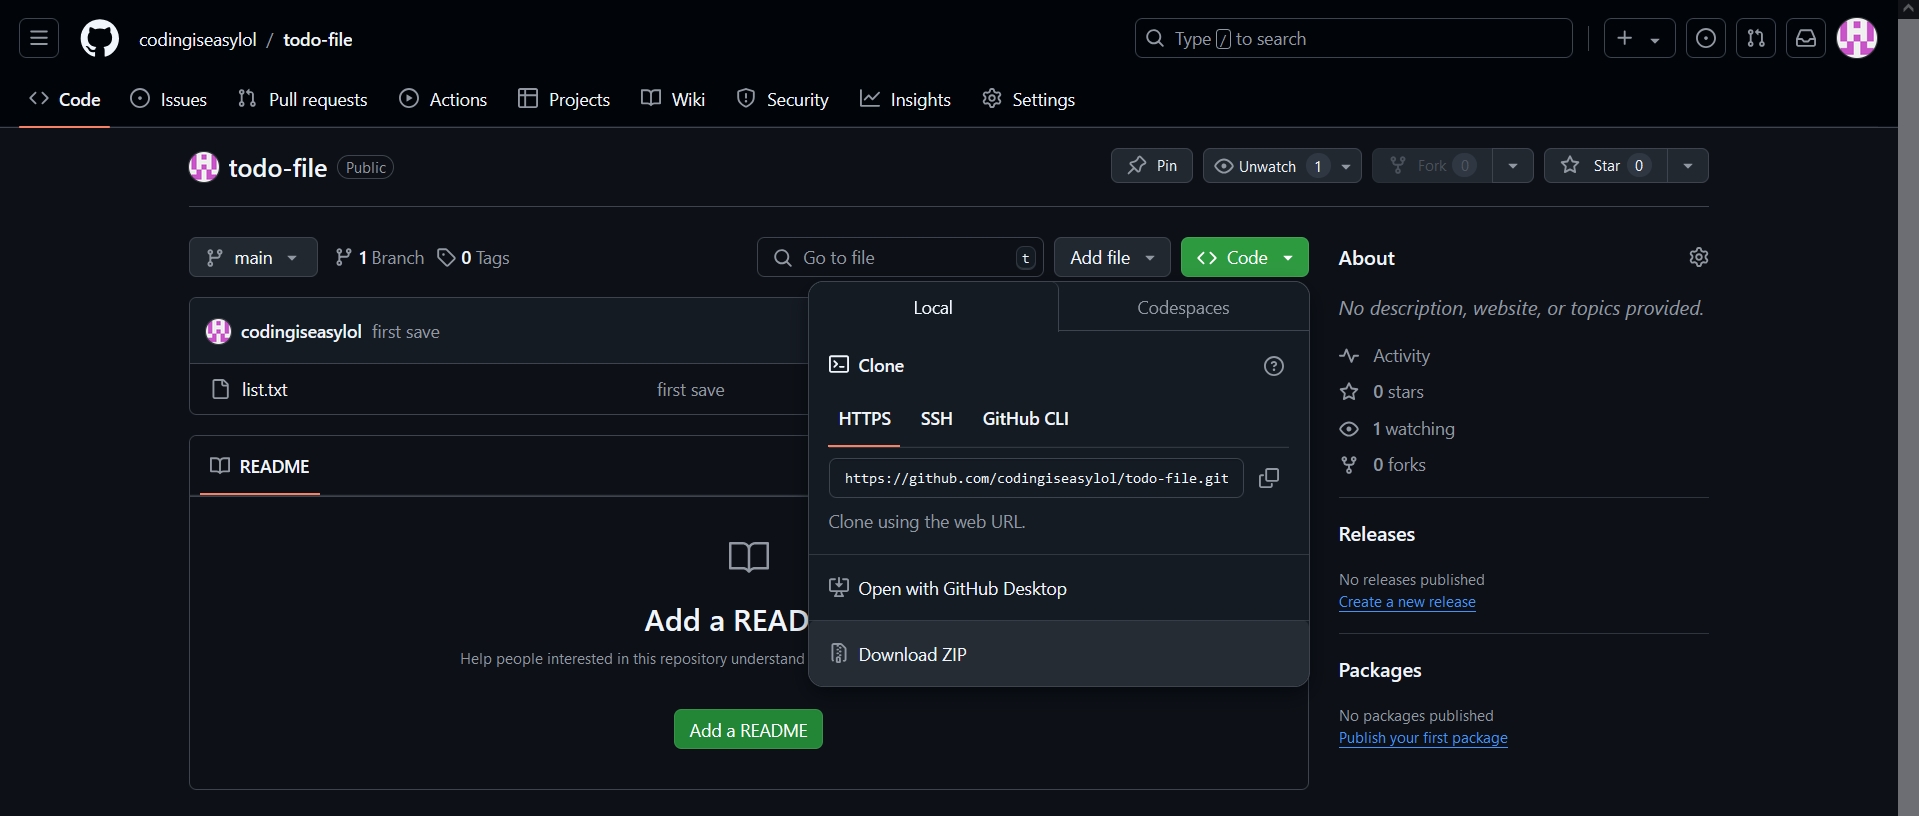 codingiseasylol / todo-file
Type / to search
Code Issues Pull requests Actions Projects Wiki Security Insights Settings
todo-file Public
Pin Unwatch 1 Fork 0 Star 0
main 1 Branch 0 Tags
Go to file t Add file Code
codingiseasylol first save
list.txt first save
README
Add a READ
Help people interested in this repository understand
Add a README
Local Codespaces
Clone
HTTPS SSH GitHub CLI
https://github.com/codingiseasylol/todo-file.git
Clone using the web URL.
Open with GitHub Desktop
Download ZIP
About
No description, website, or topics provided.
Activity
0 stars
1 watching
0 forks
Releases
No releases published
Create a new release
Packages
No packages published
Publish your first package